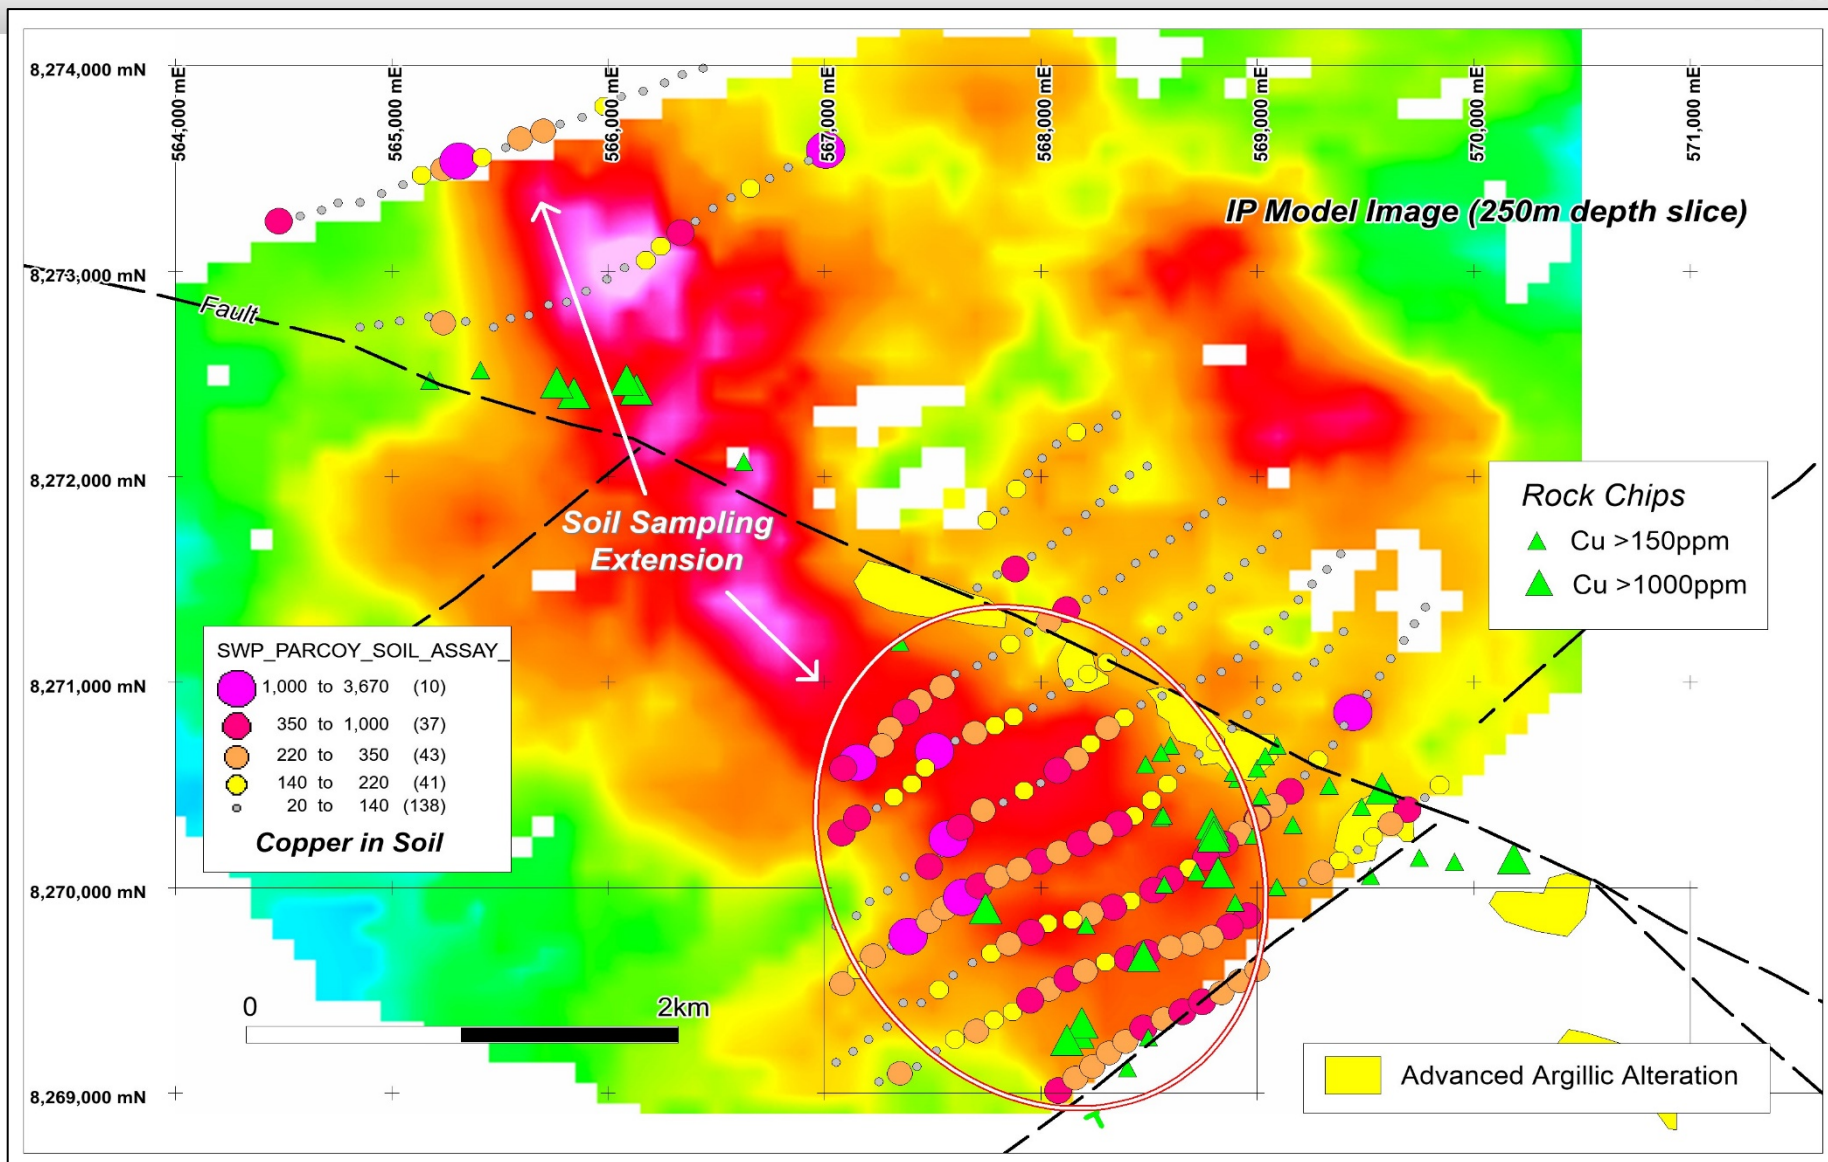 8,274,000 mN
8,273,000 mN
8,272,000 mN
8,271,000 mN
8,270,000 mN
8,269,000 mN
564,000 mE
565,000 mE
566,000 mE
567,000 mE
568,000 mE
569,000 mE
570,000 mE
571,000 mE
IP Model Image (250m depth slice)
Fault
Soil Sampling
Extension
Rock Chips
Cu >150ppm
Cu >1000ppm
SWP_PARCOY_SOIL_ASSAY_
1,000 to 3,670 (10)
350 to 1,000 (37)
220 to 350 (43)
140 to 220 (41)
20 to 140 (138)
Copper in Soil
0 2km
Advanced Argillic Alteration